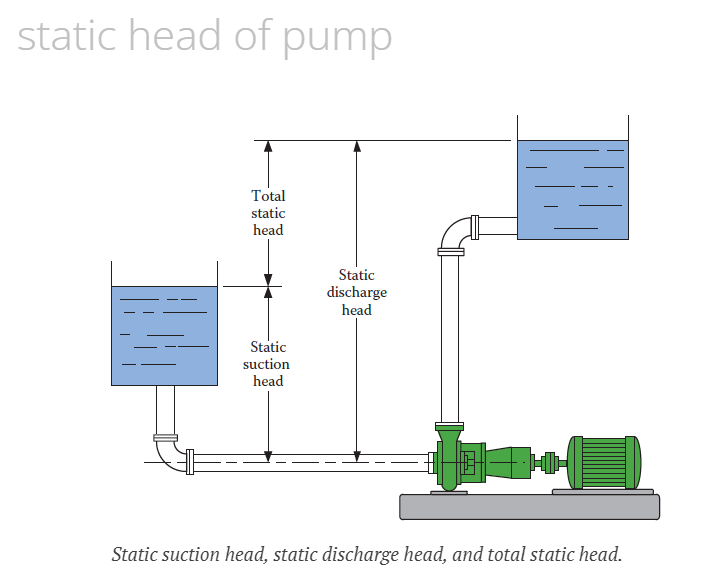 static head of pump
Total
static
head
Static
discharge
head
Static
suction
head
Static suction head, static discharge head, and total static head.